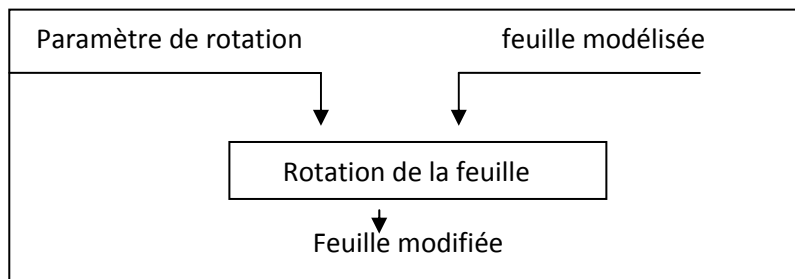 Paramètre de rotation
feuille modélisée
Rotation de la feuille
Feuille modifiée